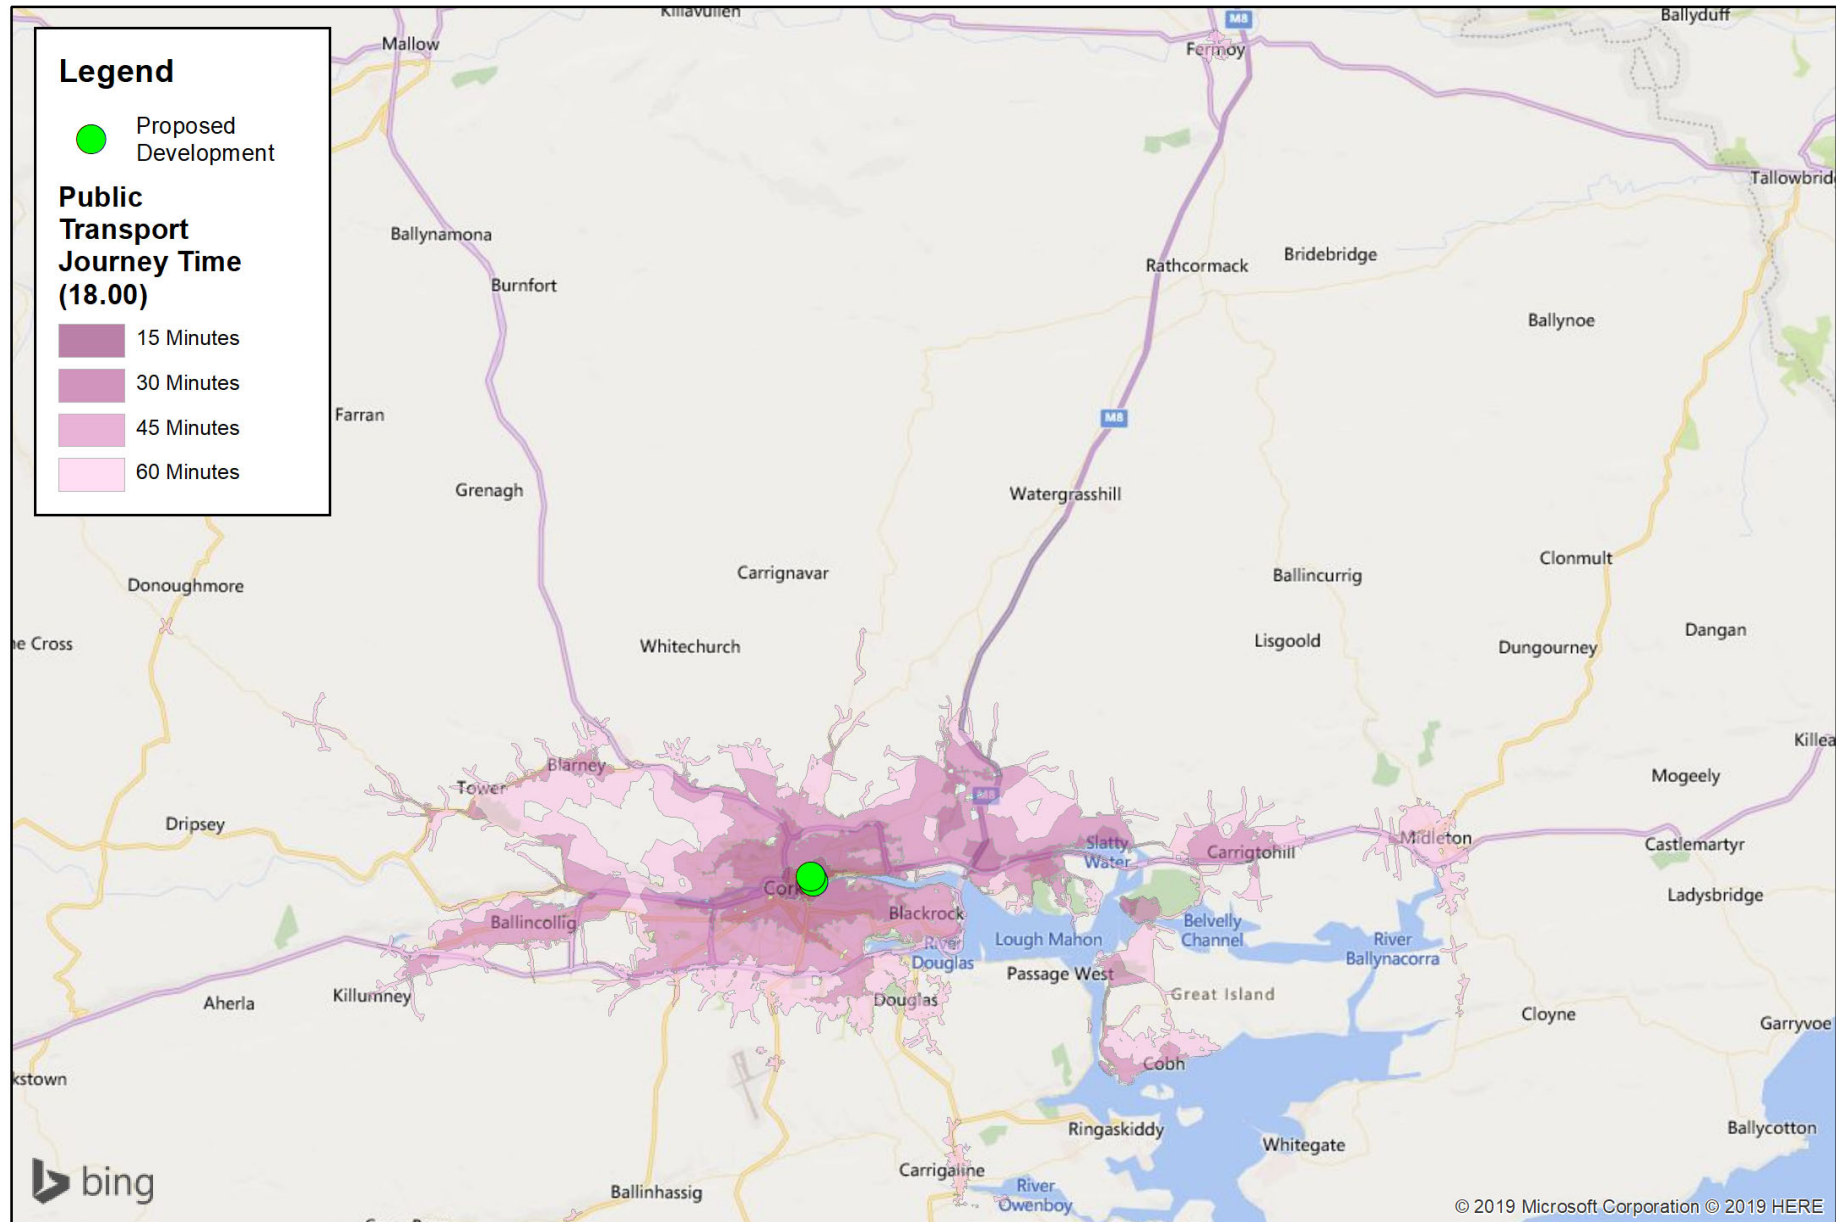 Legend
Proposed
Development
Public
Transport
Journey Time
(18.00)
15 Minutes
30 Minutes
45 Minutes
60 Minutes
Killavullen
M8
Ballyduff
Mallow
Fermoy
Tallowbrid
Ballynamona
Bridebridge
Rathcormack
Burnfort
Ballynoe
Farran
M8
Grenagh
Watergrasshill
Clonmult
Carrignavar
Ballincurrig
Donoughmore
Dangan
ne Cross
Whitechurch
Lisgoold
Dungourney
Killea
Blarney
Mogeely
Tower
M8
Dripsey
Midleton
Slatty
Water
Carrigtohill
Castlemartyr
Cork
Ladysbridge
Blackrock
Ballincollig
Belvelly
Channel
River
Douglas
Lough Mahon
River
Ballynacorra
Passage West
Great Island
Killumney
Aherla
Douglas
Cloyne
Garryvoe
Cobh
kstown
Ringaskiddy
Ballycotton
Whitegate
Carrigaline
bing
Ballinhassig
River
Owenboy
© 2019 Microsoft Corporation © 2019 HERE